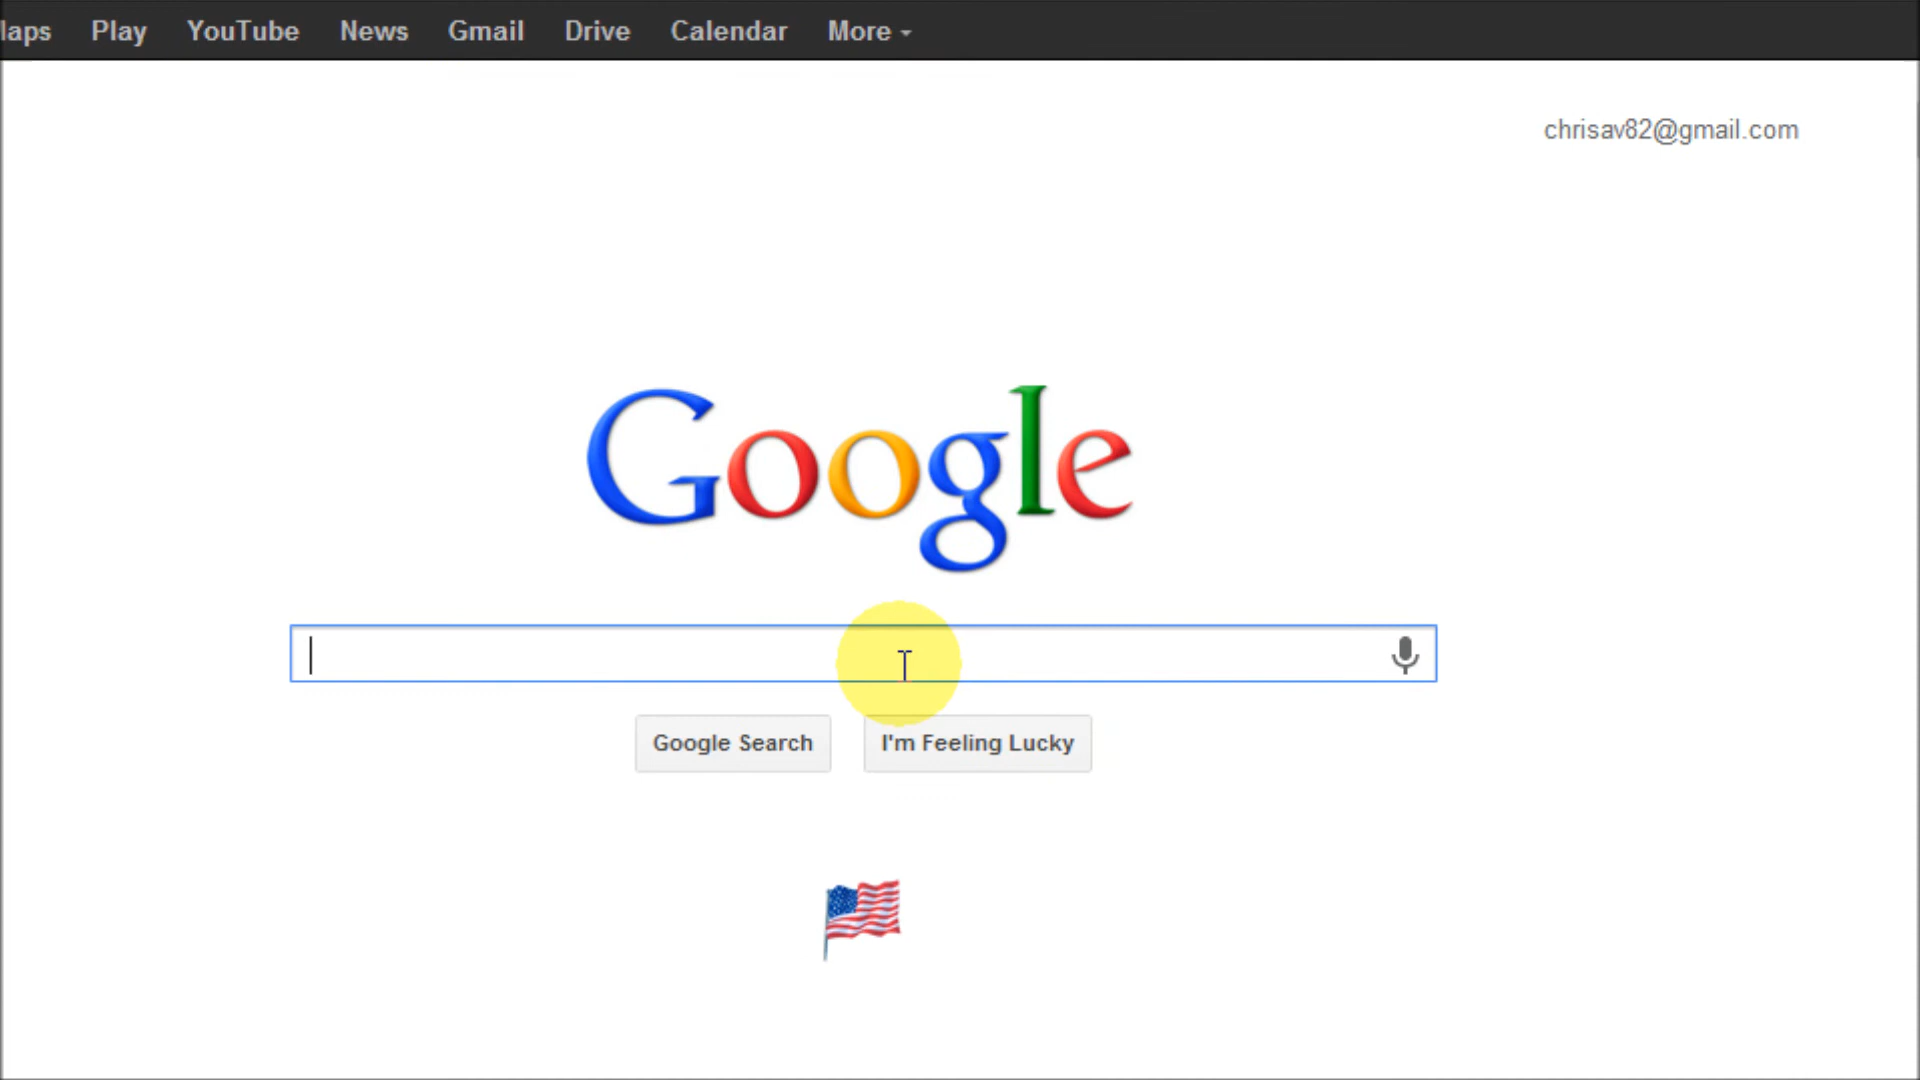 laps Play YouTube News Gmail Drive Calendar More
chrisav82@gmail.com
Google
Google Search I'm Feeling Lucky